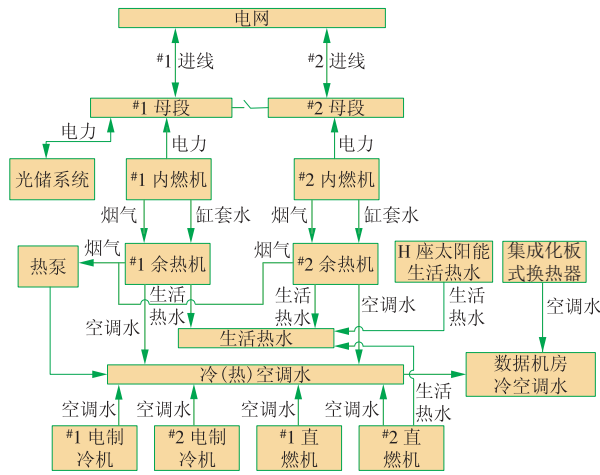 电网
#1 进线
#2 进线
#1 母段
#2 母段
电力
电力
电力
光储系统
#1 内燃机
#2 内燃机
烟气
缸套水
烟气
缸套水
热泵
烟气
#1 余热机
烟气
#2 余热机
H 座太阳能
生活热水
集成化板
式换热器
空调水
生活
热水
生活
热水
空调水
生活
热水
空调水
生活热水
冷(热)空调水
数据机房
冷空调水
空调水
空调水
空调水
空调水
生活
热水
#1 电制
冷机
#2 电制
冷机
#1 直
燃机
#2 直
燃机